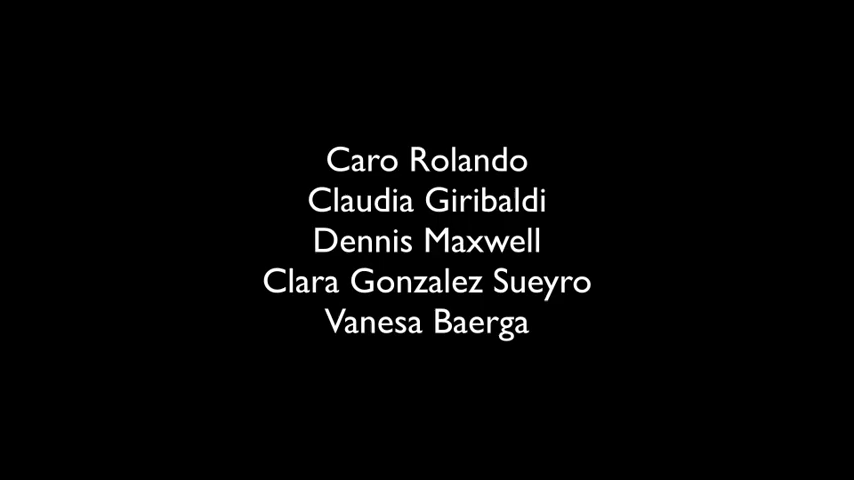 Caro Rolando
Claudia Giribaldi
Dennis Maxwell
Clara Gonzalez Sueyro
Vanesa Baerga